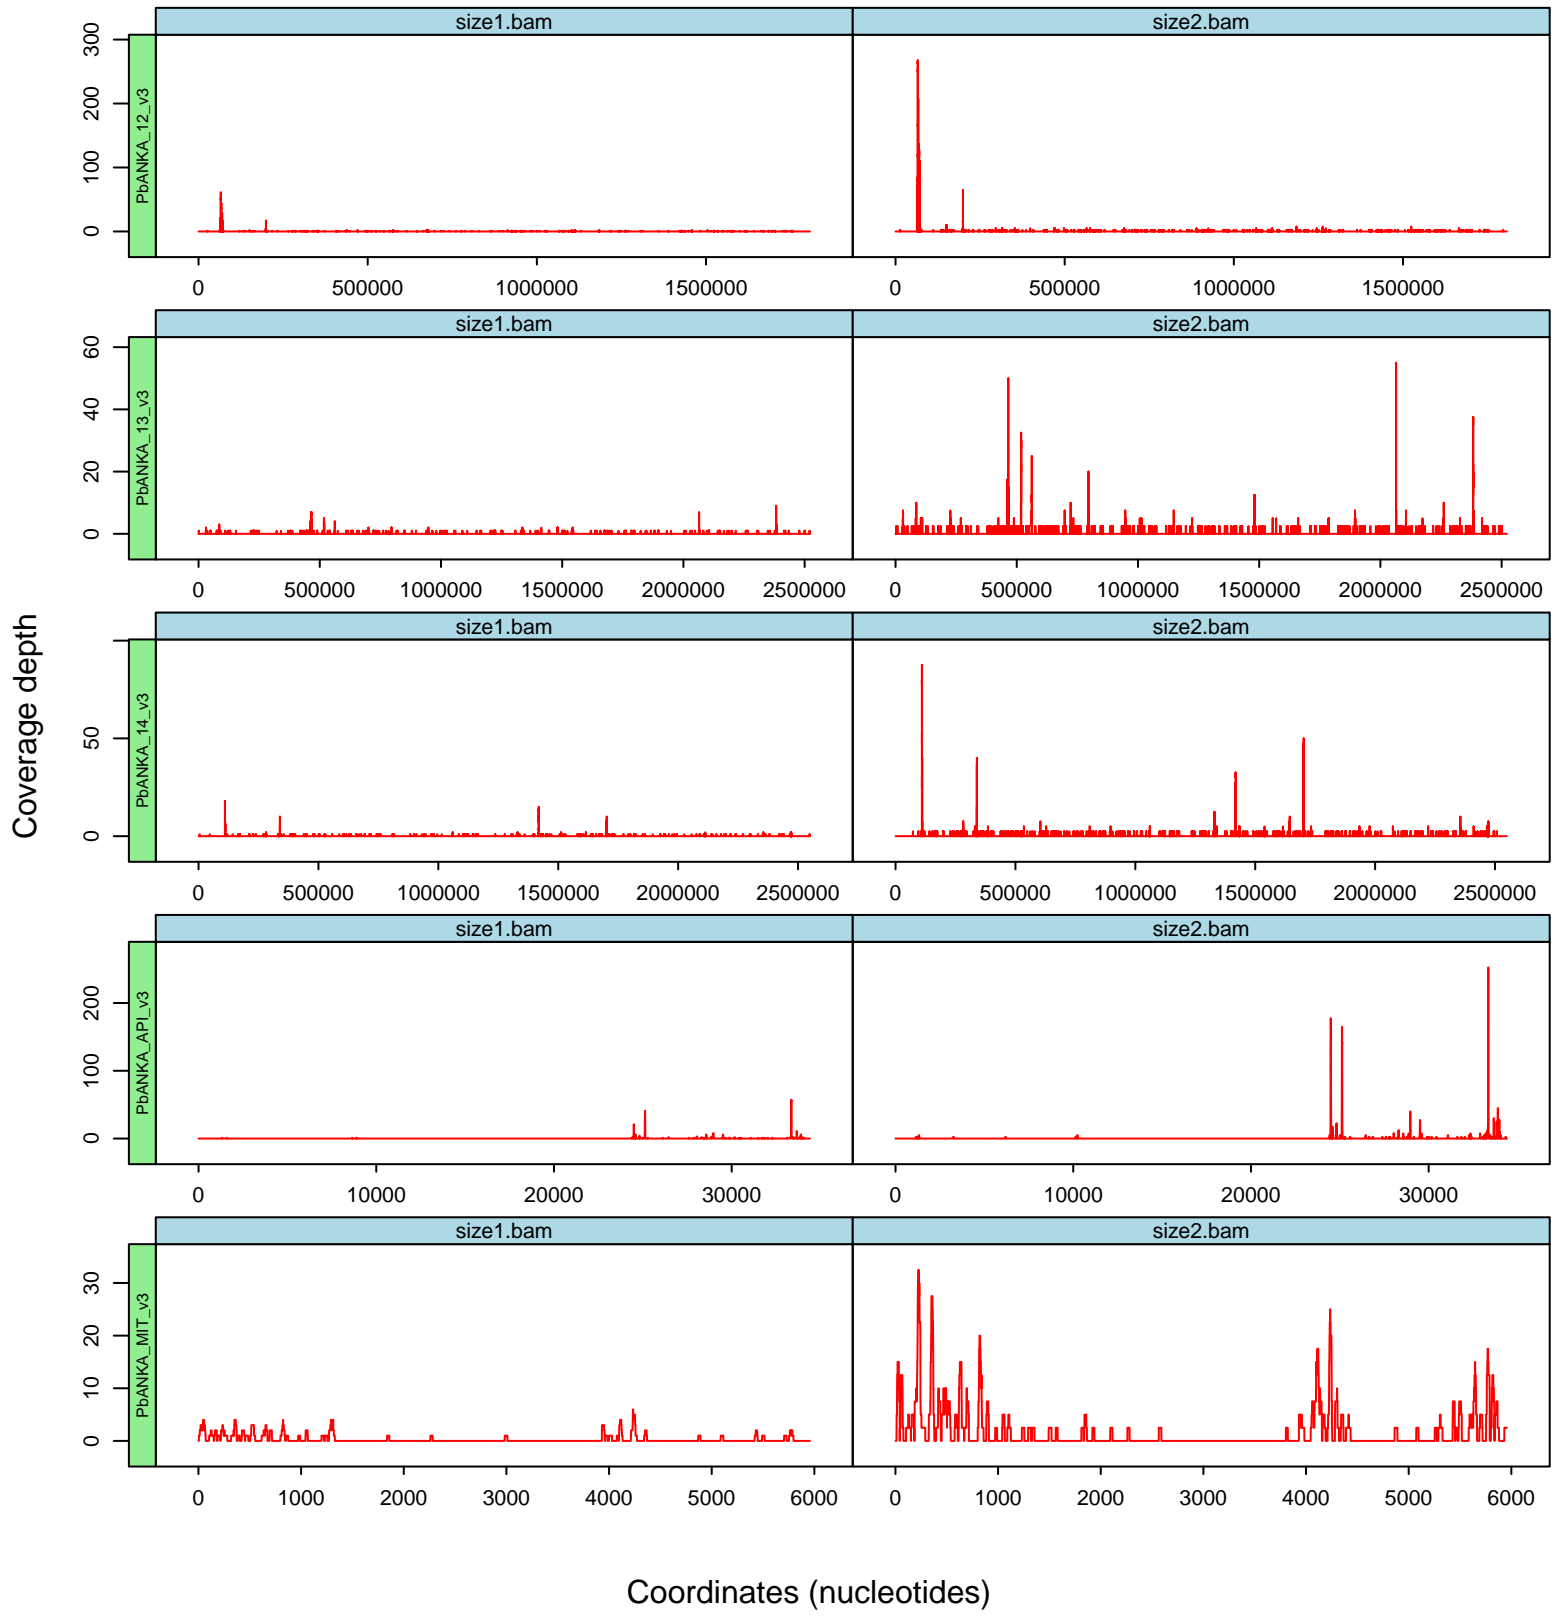 size1.bam size2.bam
PbANKA_12_v3
0 100 200 300
0 500000 1000000 1500000 0 500000 1000000 1500000
size1.bam size2.bam
PbANKA_13_v3
0 20 40 60
0 500000 1000000 1500000 2000000 2500000 0 500000 1000000 1500000 2000000 2500000
size1.bam size2.bam
PbANKA_14_v3
0 50
0 500000 1000000 1500000 2000000 2500000 0 500000 1000000 1500000 2000000 2500000
Coverage depth
size1.bam size2.bam
PbANKA_API_v3
0 100 200
0 10000 20000 30000 0 10000 20000 30000
size1.bam size2.bam
PbANKA_MIT_v3
0 10 20 30
0 1000 2000 3000 4000 5000 6000 0 1000 2000 3000 4000 5000 6000
Coordinates (nucleotides)